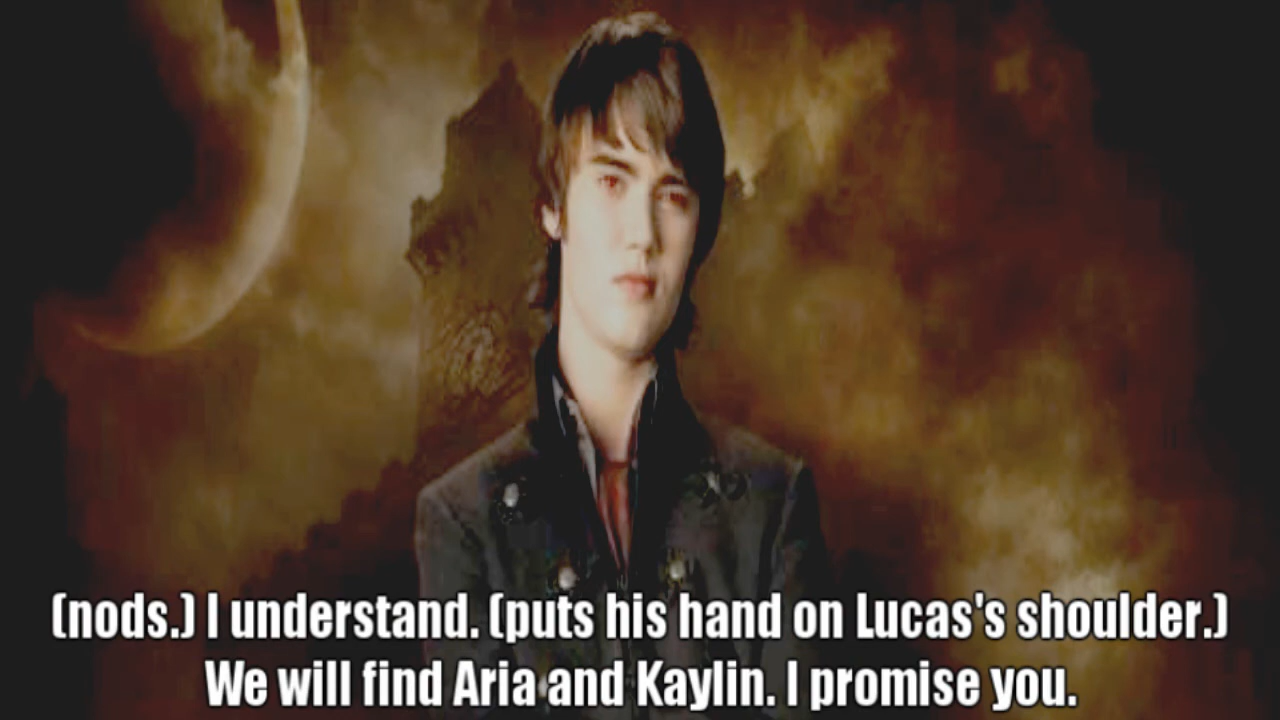 (nods.) I understand. (puts his hand on Lucas's shoulder.)
We will find Aria and Kaylin. I promise you.